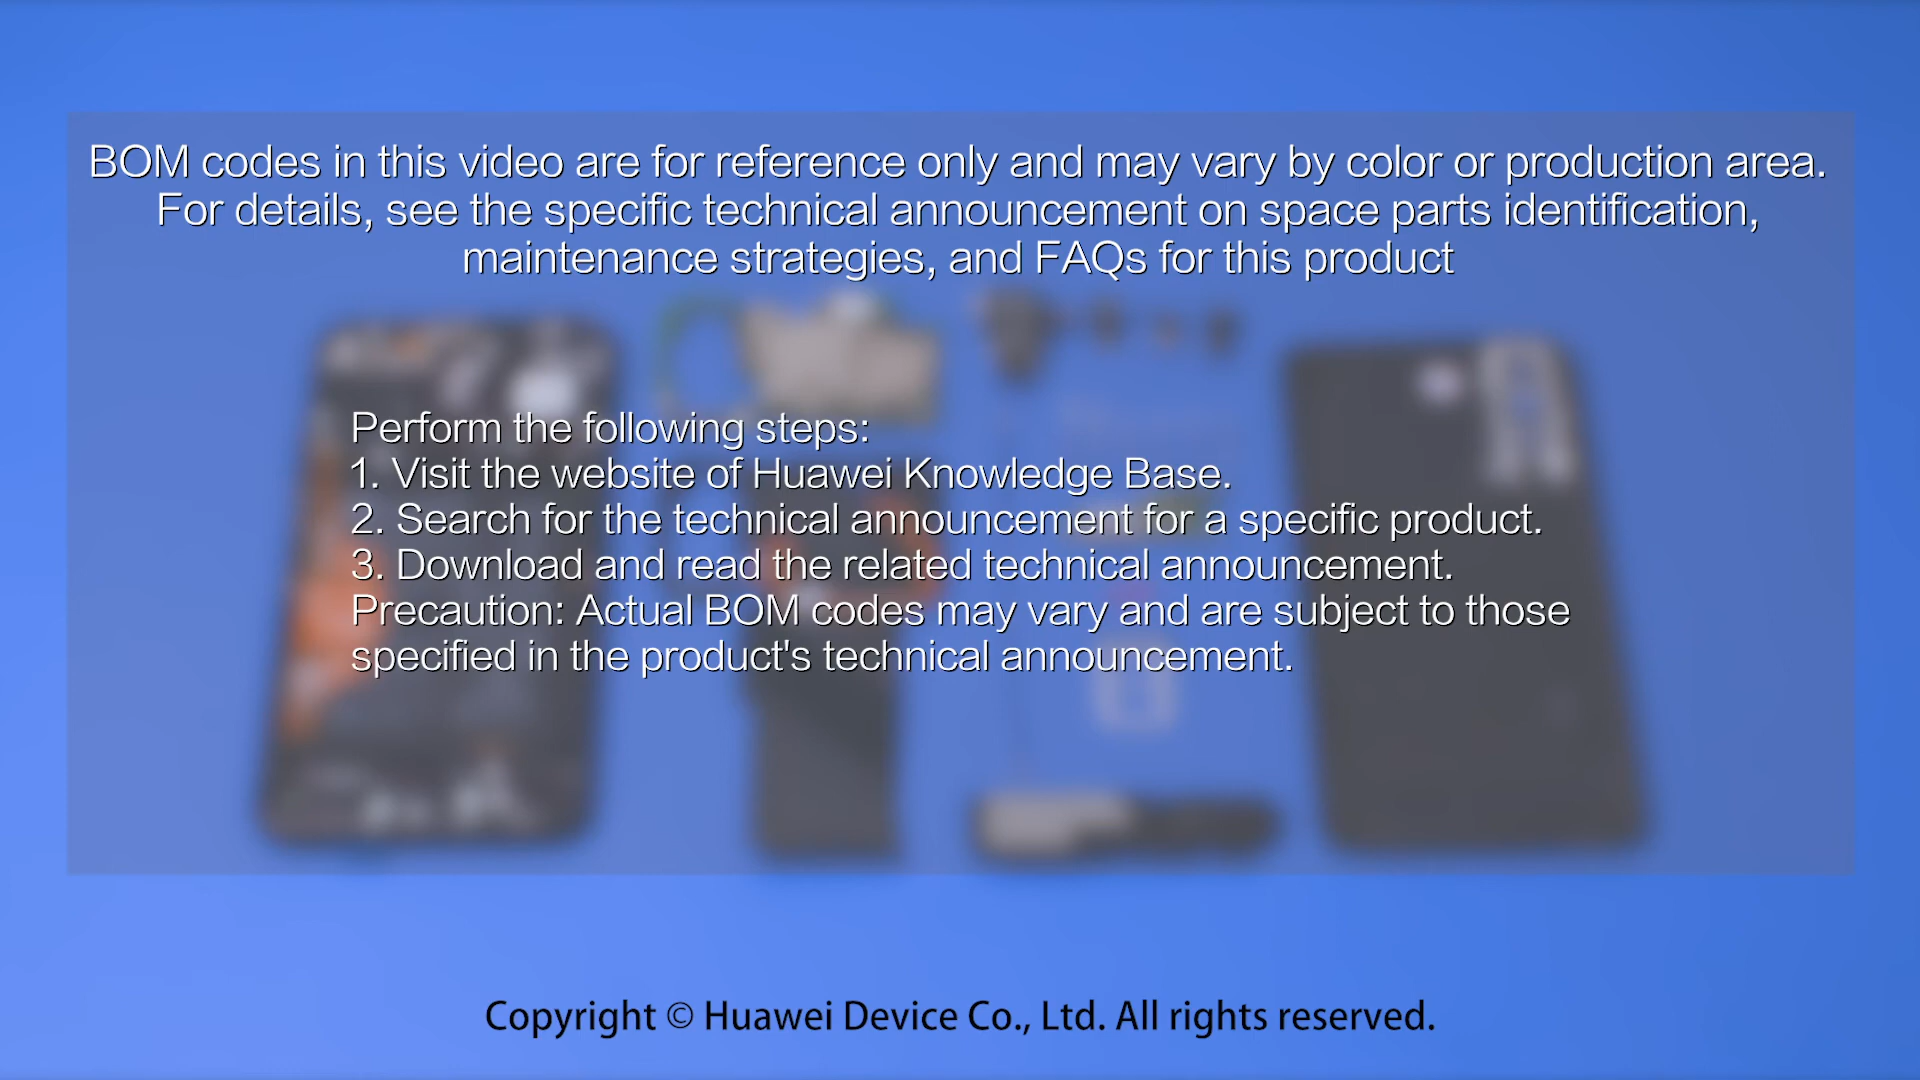 BOM codes in this video are for reference only and may vary by color or production area.
For details, see the specific technical announcement on space parts identification,
maintenance strategies, and FAQs for this product
Perform the following steps:
1. Visit the website of Huawei Knowledge Base.
2. Search for the technical announcement for a specific product.
3. Download and read the related technical announcement.
Precaution: Actual BOM codes may vary and are subject to those
specified in the product's technical announcement.
Copyright © Huawei Device Co., Ltd. All rights reserved.